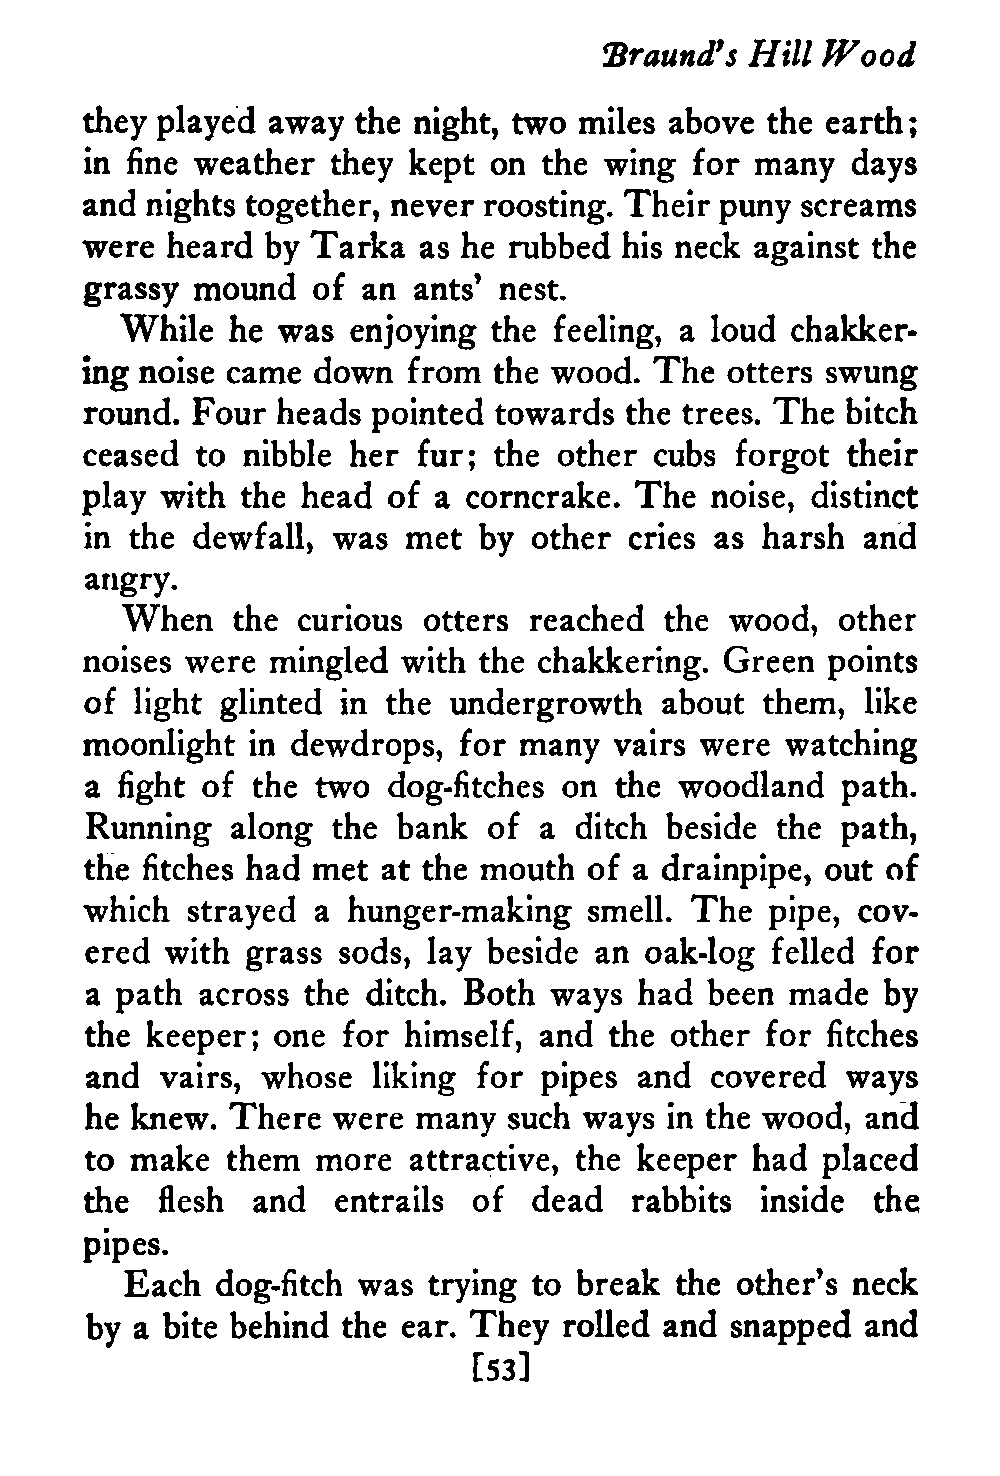 Braund's Hill Wood
they played away the night, two miles above the earth;
in fine weather they kept on the wing for many days
and nights together, never roosting. Their puny screams
were heard by Tarka as he rubbed his neck against the
grassy mound of an ants' nest.
While he was enjoying the feeling, a loud chakker-
ing noise came down from the wood. The otters swung
round. Four heads pointed towards the trees. The bitch
ceased to nibble her fur; the other cubs forgot their
play with the head of a corncrake. The noise, distinct
in the dewfall, was met by other cries as harsh and
angry.
When the curious otters reached the wood, other
noises were mingled with the chakkering. Green points
of light glinted in the undergrowth about them, like
moonlight in dewdrops, for many vairs were watching
a fight of the two dog-fitches on the woodland path.
Running along the bank of a ditch beside the path,
the fitches had met at the mouth of a drainpipe, out of
which strayed a hunger-making smell. The pipe, cov-
ered with grass sods, lay beside an oak-log felled for
a path across the ditch. Both ways had been made by
the keeper; one for himself, and the other for fitches
and vairs, whose liking for pipes and covered ways
he knew. There were many such ways in the wood, and
to make them more attractive, the keeper had placed
the flesh and entrails of dead rabbits inside the
pipes.
Each dog-fitch was trying to break the other's neck
by a bite behind the ear. They rolled and snapped and
[53]